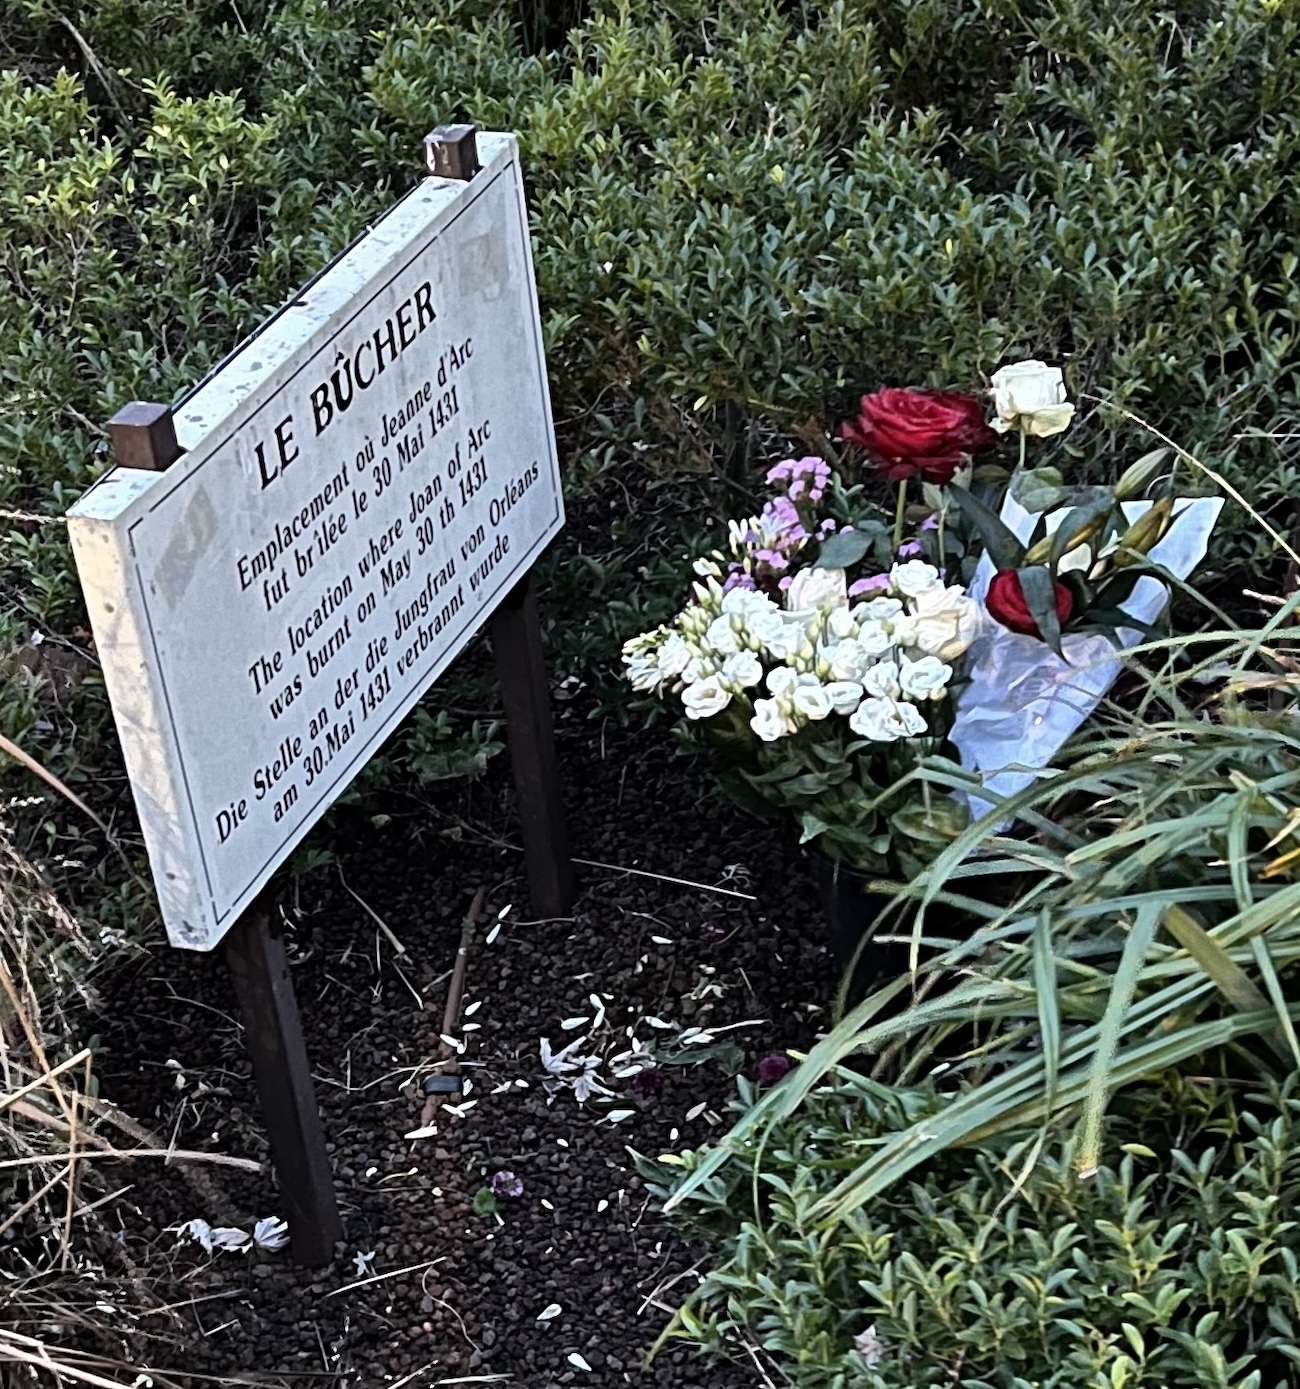 LE BÛCHER
Emplacement où Jeanne d'Arc
fut brîlée le 30 Mai 1431
The location where Joan of Arc
was burnt on May 30 th 1431
Die Stelle an der die Jungfrau von Orléans
am 30.Mai 1431 verbrannt wurde